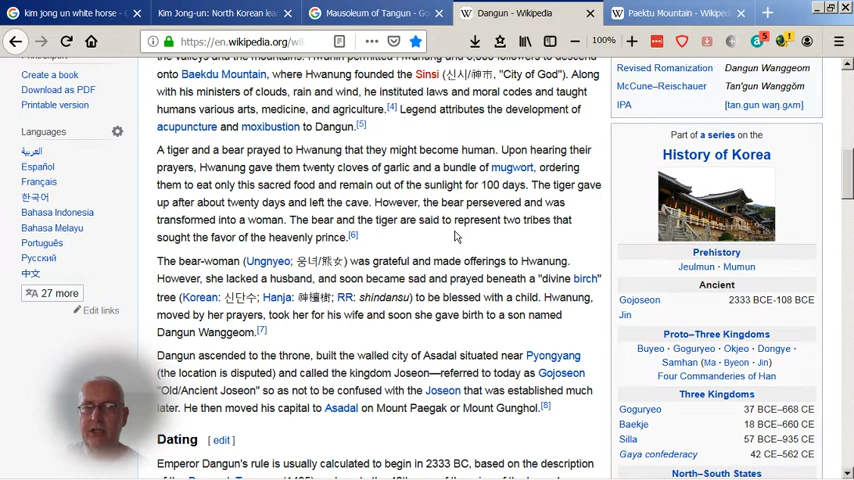 kim jong un white horse - G
Kim Jong-un: North Korean lea
Mausoleum of Tangun - Go
Dangun - Wikipedia
Paektu Mountain - Wikipedi
https://en.wikipedia.org/wi
100%
Printable version
Create a book
Download as PDF
Printable version
Languages
العربية
Español
Français
한국어
Bahasa Indonesia
Bahasa Melayu
Português
Русский
中文
27 more
Edit links
onto Baekdu Mountain, where Hwanung founded the Sinsi (신시/神市, "City of God"). Along
with his ministers of clouds, rain and wind, he instituted laws and moral codes and taught
humans various arts, medicine, and agriculture.[4] Legend attributes the development of
acupuncture and moxibustion to Dangun.[5]
A tiger and a bear prayed to Hwanung that they might become human. Upon hearing their
prayers, Hwanung gave them twenty cloves of garlic and a bundle of mugwort, ordering
them to eat only this sacred food and remain out of the sunlight for 100 days. The tiger gave
up after about twenty days and left the cave. However, the bear persevered and was
transformed into a woman. The bear and the tiger are said to represent two tribes that
sought the favor of the heavenly prince.[6]
The bear-woman (Ungnyeo; 웅녀/熊女) was grateful and made offerings to Hwanung.
However, she lacked a husband, and soon became sad and prayed beneath a "divine birch"
tree (Korean: 신단수; Hanja: 神檀樹; RR: shindansu) to be blessed with a child. Hwanung,
moved by her prayers, took her for his wife and soon she gave birth to a son named
Dangun Wanggeom.[7]
Dangun ascended to the throne, built the walled city of Asadal situated near Pyongyang
(the location is disputed) and called the kingdom Joseon—referred to today as Gojoseon
"Old/Ancient Joseon" so as not to be confused with the Joseon that was established much
later. He then moved his capital to Asadal on Mount Paegak or Mount Gunghol.[8]
Dating [ edit ]
Emperor Dangun's rule is usually calculated to begin in 2333 BC, based on the description
Revised Romanization Dangun Wanggeom
McCune–Reischauer Tan'gun Wanggŏm
IPA [tan.ɡun waŋ.ɡʌm]
Part of a series on the
History of Korea
Prehistory
Jeulmun · Mumun
Ancient
Gojoseon 2333 BCE-108 BCE
Jin
Proto–Three Kingdoms
Buyeo · Goguryeo · Okjeo · Dongye ·
Samhan (Ma · Byeon · Jin)
Four Commanderies of Han
Three Kingdoms
Goguryeo 37 BCE–668 CE
Baekje 18 BCE–660 CE
Silla 57 BCE–935 CE
Gaya confederacy 42 CE–562 CE
North–South States